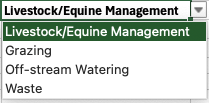 Livestock/Equine Management
Livestock/Equine Management
Grazing
Off-stream Watering
Waste